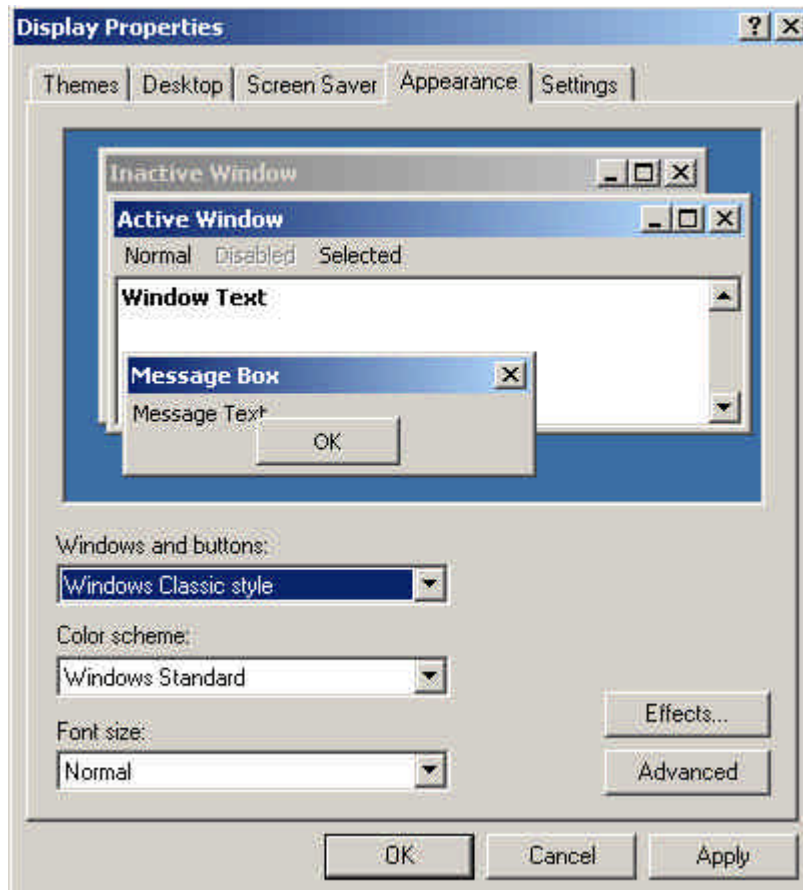 Display Properties
Themes Desktop Screen Saver Appearance Settings
Inactive Window
Active Window
Normal Disabled Selected
Window Text
Message Box
Message Text
OK
Windows and buttons:
Windows Classic style
Color scheme:
Windows Standard
Effects...
Font size:
Normal
Advanced
OK Cancel Apply